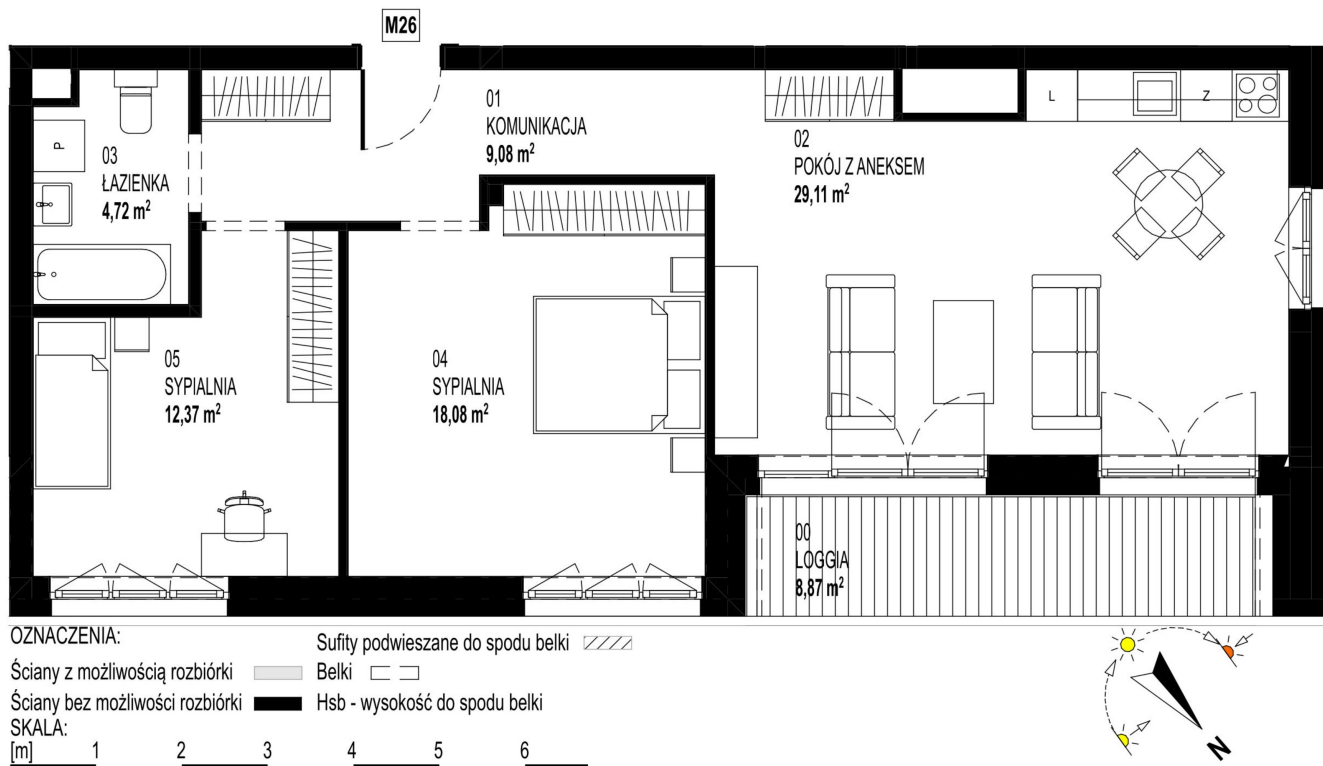 M26
01
KOMUNIKACJA
9,08 m²
02
POKÓJ Z ANEKSEM
29,11 m²
L
Z
P
03
ŁAZIENKA
4,72 m²
05
SYPIALNIA
12,37 m²
04
SYPIALNIA
18,08 m²
00
LOGGIA
8,87 m²
OZNACZENIA:
Sufity podwieszane do spodu belki
Ściany z możliwością rozbiórki
Belki
Ściany bez możliwości rozbiórki
Hsb - wysokość do spodu belki
SKALA:
[m] 1 2 3 4 5 6
N